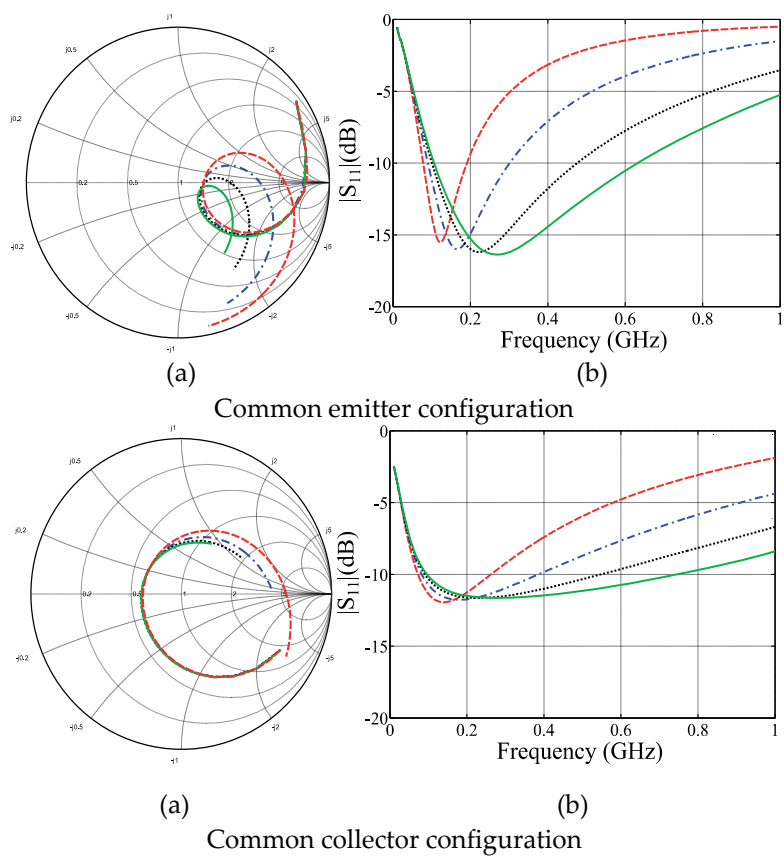 j1
j0.5
j2
j0.2
j5
0.2
1
2
5
-j0.2
-j5
-j0.5
-j2
-j1
0
-5
-10
-15
-20
|S11|(dB)
0 0.2 0.4 0.6 0.8 1
Frequency (GHz)
(a)
(b)
Common emitter configuration
j1
j0.5
j2
j0.2
j5
0.2
0.5
1
2
5
-j0.2
-j5
-j0.5
-j2
-j1
0
-5
-10
-15
-20
|S11|(dB)
0 0.2 0.4 0.6 0.8 1
Frequency (GHz)
(a)
(b)
Common collector configuration